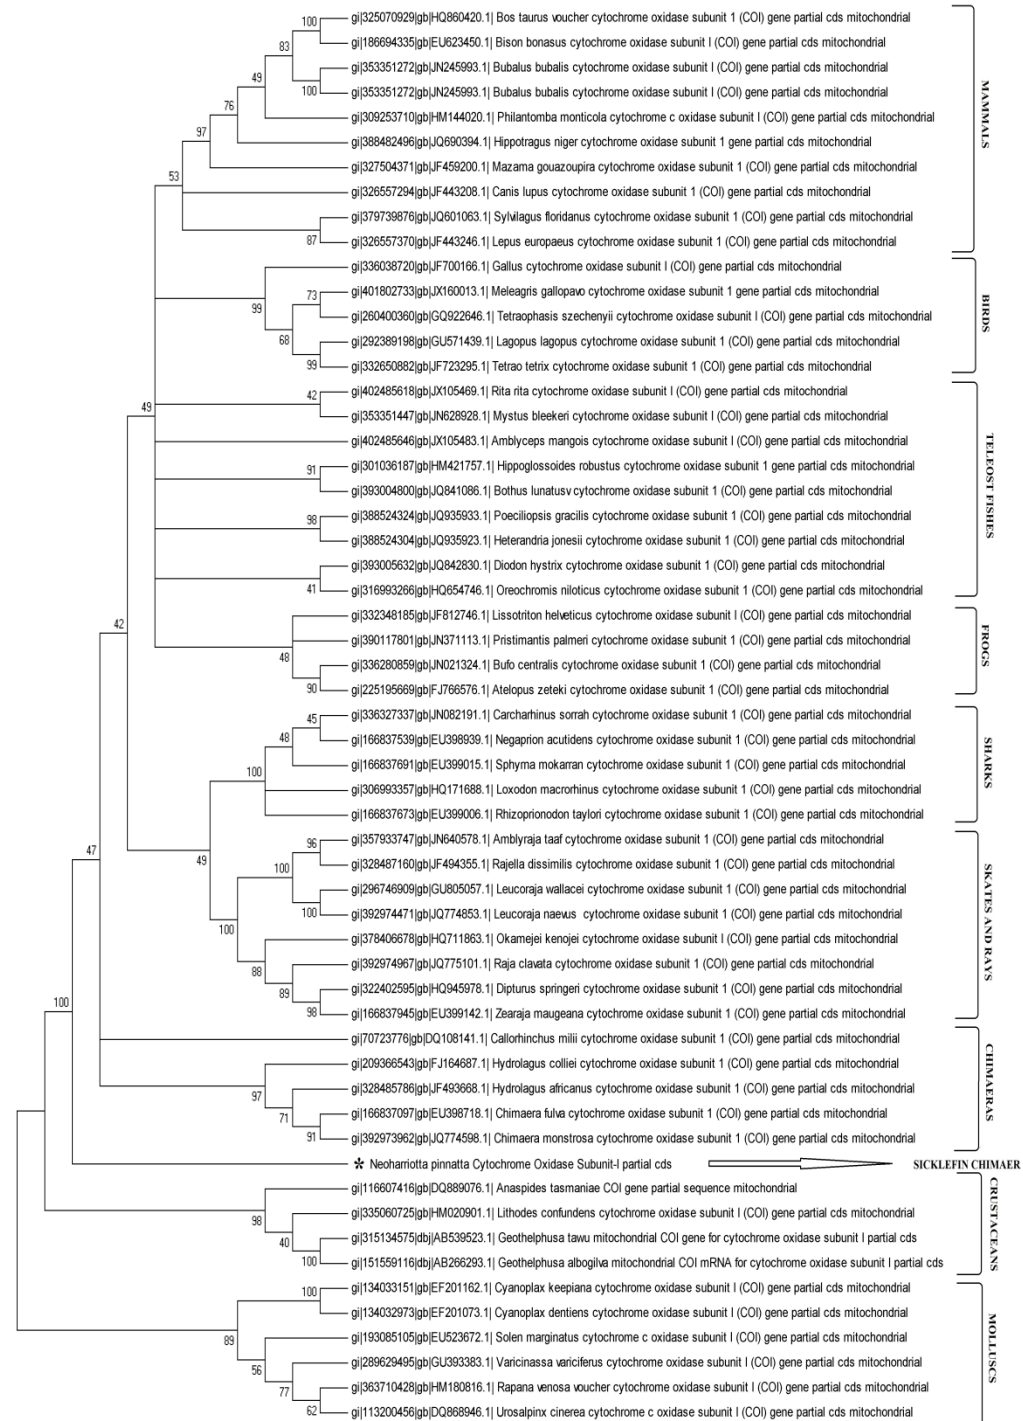 gi|325070929|gb|HQ860420.1| Bos taurus voucher cytochrome oxidase subunit 1 (COI) gene partial cds mitochondrial
gi|186694335|gb|EU623450.1| Bison bonasus cytochrome oxidase subunit I (COI) gene partial cds mitochondrial
gi|353351272|gb|JN245993.1| Bubalus bubalis cytochrome oxidase subunit I (COI) gene partial cds mitochondrial
gi|353351272|gb|JN245993.1| Bubalus bubalis cytochrome oxidase subunit I (COI) gene partial cds mitochondrial
gi|309253710|gb|HM144020.1| Philantomba monticola cytochrome c oxidase subunit I (COI) gene partial cds mitochondrial
gi|388482496|gb|JQ690394.1| Hippotragus niger cytochrome oxidase subunit 1 gene partial cds mitochondrial
gi|327504371|gb|JF459200.1| Mazama gouazoupira cytochrome oxidase subunit 1 (COI) gene partial cds mitochondrial
gi|326557294|gb|JF443208.1| Canis lupus cytochrome oxidase subunit 1 (COI) gene partial cds mitochondrial
gi|379739876|gb|JQ601063.1| Sylvilagus floridanus cytochrome oxidase subunit 1 (COI) gene partial cds mitochondrial
gi|326557370|gb|JF443246.1| Lepus europaeus cytochrome oxidase subunit 1 (COI) gene partial cds mitochondrial
100
83
100
49
76
97
53
87
MAMMALS
gi|336038720|gb|JF700166.1| Gallus cytochrome oxidase subunit I (COI) gene partial cds mitochondrial
gi|401802733|gb|JX160013.1| Meleagris gallopavo cytochrome oxidase subunit 1 gene partial cds mitochondrial
gi|260400360|gb|GQ922646.1| Tetraophasis szechenyii cytochrome oxidase subunit I (COI) gene partial cds mitochondrial
gi|292389198|gb|GU571439.1| Lagopus lagopus cytochrome oxidase subunit 1 (COI) gene partial cds mitochondrial
gi|332650882|gb|JF723295.1| Tetrao tetrix cytochrome oxidase subunit 1 (COI) gene partial cds mitochondrial
73
99
68
99
BIRDS
gi|402485618|gb|JX105469.1| Rita rita cytochrome oxidase subunit I (COI) gene partial cds mitochondrial
gi|353351447|gb|JN628928.1| Mystus bleekeri cytochrome oxidase subunit I (COI) gene partial cds mitochondrial
gi|402485646|gb|JX105483.1| Amblyceps mangois cytochrome oxidase subunit I (COI) gene partial cds mitochondrial
gi|301036187|gb|HM421757.1| Hippoglossoides robustus cytochrome oxidase subunit 1 gene partial cds mitochondrial
gi|393004800|gb|JQ841086.1| Bothus lunatusv cytochrome oxidase subunit 1 (COI) gene partial cds mitochondrial
gi|388524324|gb|JQ935933.1| Poeciliopsis gracilis cytochrome oxidase subunit 1 (COI) gene partial cds mitochondrial
gi|388524304|gb|JQ935923.1| Heterandria jonesii cytochrome oxidase subunit 1 (COI) gene partial cds mitochondrial
gi|393005632|gb|JQ842830.1| Diodon hystrix cytochrome oxidase subunit 1 (COI) gene partial cds mitochondrial
gi|316993266|gb|HQ654746.1| Oreochromis niloticus cytochrome oxidase subunit 1 (COI) gene partial cds mitochondrial
42
49
91
98
41
TELEOST FISHES
gi|332348185|gb|JF812746.1| Lissotriton helveticus cytochrome oxidase subunit I (COI) gene partial cds mitochondrial
gi|390117801|gb|JN371113.1| Pristimantis palmeri cytochrome oxidase subunit 1 (COI) gene partial cds mitochondrial
gi|336280859|gb|JN021324.1| Bufo centralis cytochrome oxidase subunit 1 (COI) gene partial cds mitochondrial
gi|225195669|gb|FJ766576.1| Atelopus zeteki cytochrome oxidase subunit 1 (COI) gene partial cds mitochondrial
42
48
90
FROGS
gi|336327337|gb|JN082191.1| Carcharhinus sorrah cytochrome oxidase subunit 1 (COI) gene partial cds mitochondrial
gi|166837539|gb|EU398939.1| Negaprion acutidens cytochrome oxidase subunit 1 (COI) gene partial cds mitochondrial
gi|166837691|gb|EU399015.1| Sphyrna mokarran cytochrome oxidase subunit 1 (COI) gene partial cds mitochondrial
gi|306993357|gb|HQ171688.1| Loxodon macrorhinus cytochrome oxidase subunit 1 (COI) gene partial cds mitochondrial
gi|166837673|gb|EU399006.1| Rhizoprionodon taylori cytochrome oxidase subunit 1 (COI) gene partial cds mitochondrial
45
48
100
SHARKS
gi|357933747|gb|JN640578.1| Amblyraja taaf cytochrome oxidase subunit 1 (COI) gene partial cds mitochondrial
gi|328487160|gb|JF494355.1| Rajella dissimilis cytochrome oxidase subunit 1 (COI) gene partial cds mitochondrial
gi|296746909|gb|GU805057.1| Leucoraja wallacei cytochrome oxidase subunit 1 (COI) gene partial cds mitochondrial
gi|392974471|gb|JQ774853.1| Leucoraja naevus cytochrome oxidase subunit 1 (COI) gene partial cds mitochondrial
gi|378406678|gb|HQ711863.1| Okamejei kenojei cytochrome oxidase subunit I (COI) gene partial cds mitochondrial
gi|392974967|gb|JQ775101.1| Raja clavata cytochrome oxidase subunit 1 (COI) gene partial cds mitochondrial
gi|322402595|gb|HQ945978.1| Dipturus springeri cytochrome oxidase subunit 1 (COI) gene partial cds mitochondrial
gi|166837945|gb|EU399142.1| Zearaja maugeana cytochrome oxidase subunit 1 (COI) gene partial cds mitochondrial
96
47
49
100
100
100
88
89
98
SKATES AND RAYS
gi|70723776|gb|DQ108141.1| Callorhinchus milii cytochrome oxidase subunit 1 (COI) gene partial cds mitochondrial
gi|209366543|gb|FJ164687.1| Hydrolagus colliei cytochrome oxidase subunit 1 (COI) gene partial cds mitochondrial
gi|328485786|gb|JF493668.1| Hydrolagus africanus cytochrome oxidase subunit 1 (COI) gene partial cds mitochondrial
gi|166837097|gb|EU398718.1| Chimaera fulva cytochrome oxidase subunit 1 (COI) gene partial cds mitochondrial
gi|392973962|gb|JQ774598.1| Chimaera monstrosa cytochrome oxidase subunit 1 (COI) gene partial cds mitochondrial
100
97
71
91
CHIMAERAS
* Neoharriotta pinnatta Cytochrome Oxidase Subunit-I partial cds
SICKLEFIN CHIMAER
gi|116607416|gb|DQ889076.1| Anaspides tasmaniae COI gene partial sequence mitochondrial
gi|335060725|gb|HM020901.1| Lithodes confundens cytochrome oxidase subunit I (COI) gene partial cds mitochondrial
gi|315134575|dbj|AB539523.1| Geothelphusa tawu mitochondrial COI gene for cytochrome oxidase subunit I partial cds
gi|151559116|dbj|AB266293.1| Geothelphusa albogilva mitochondrial COI mRNA for cytochrome oxidase subunit I partial cds
98
40
100
CRUSTACEANS
gi|134033151|gb|EF201162.1| Cyanoplax keepiana cytochrome oxidase subunit I (COI) gene partial cds mitochondrial
gi|134032973|gb|EF201073.1| Cyanoplax dentiens cytochrome oxidase subunit I (COI) gene partial cds mitochondrial
gi|193085105|gb|EU523672.1| Solen marginatus cytochrome c oxidase subunit I (COI) gene partial cds mitochondrial
gi|289629495|gb|GU393383.1| Varicinassa variciferus cytochrome oxidase subunit I (COI) gene partial cds mitochondrial
gi|363710428|gb|HM180816.1| Rapana venosa voucher cytochrome oxidase subunit I (COI) gene partial cds mitochondrial
gi|113200456|gb|DQ868946.1| Urosalpinx cinerea cytochrome c oxidase subunit I (COI) gene partial cds mitochondrial
100
89
56
77
62
MOLLUSCS